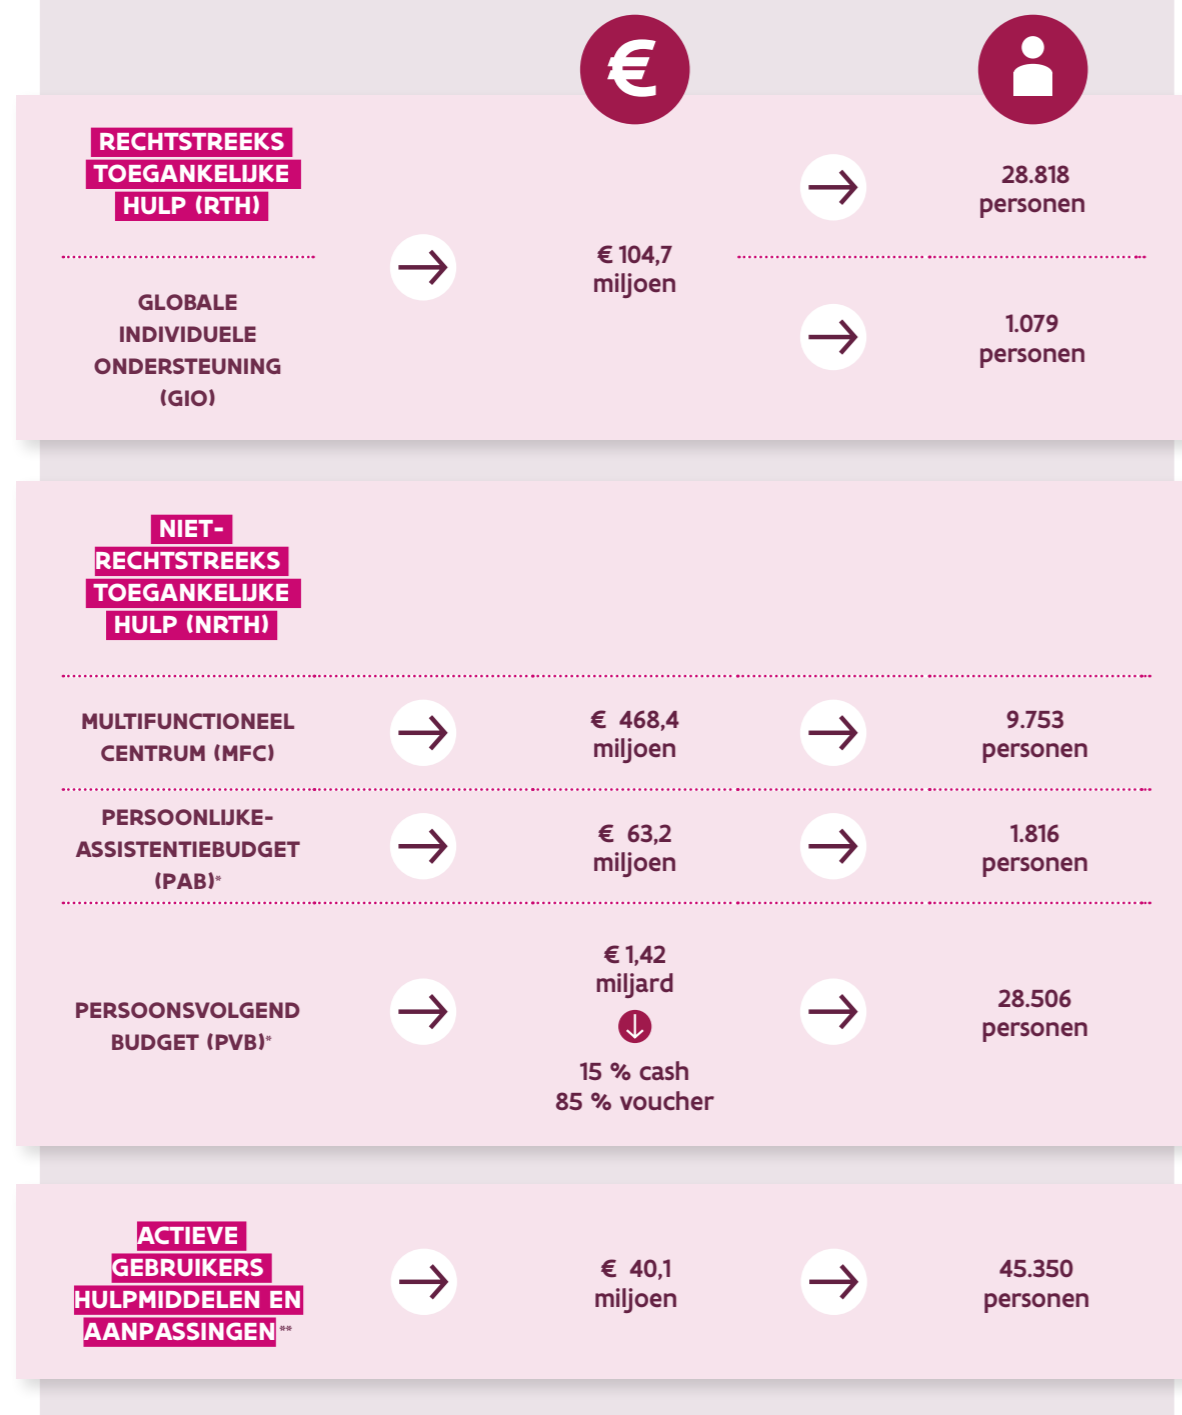 €
RECHTSTREEKS
TOEGANKELIJKE
HULP (RTH)
28.818
personen
€ 104,7
miljoen
GLOBALE
INDIVIDUELE
ONDERSTEUNING
(GIO)
1.079
personen
NIET-
RECHTSTREEKS
TOEGANKELIJKE
HULP (NRTH)
MULTIFUNCTIONEEL
CENTRUM (MFC)
€ 468,4
miljoen
9.753
personen
PERSOONLIJKE-
ASSISTENTIEBUDGET
(PAB)*
€ 63,2
miljoen
1.816
personen
PERSOONSVOLGEND
BUDGET (PVB)*
€ 1,42
miljard
15 % cash
85 % voucher
28.506
personen
ACTIEVE
GEBRUIKERS
HULPMIDDELEN EN
AANPASSINGEN**
€ 40,1
miljoen
45.350
personen